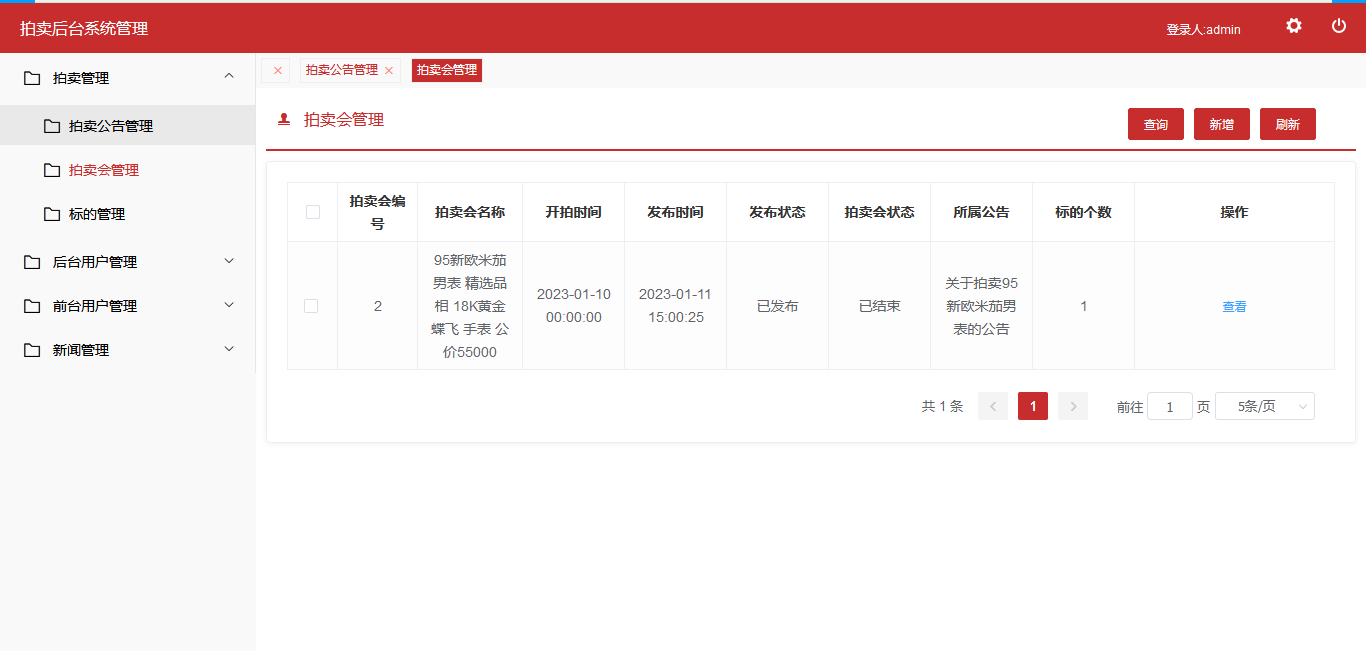 拍卖后台系统管理
登录人:admin
拍卖管理
拍卖公告管理
拍卖会管理
标的管理
后台用户管理
前台用户管理
新闻管理
拍卖公告管理
拍卖会管理
拍卖会管理
查询
新增
刷新
拍卖会编
号
拍卖会名称
开拍时间
发布时间
发布状态
拍卖会状态
所属公告
标的个数
操作
2
95新欧米茄
男表 精选品
相 18K黄金
蝶飞 手表 公
价55000
2023-01-10
00:00:00
2023-01-11
15:00:25
已发布
已结束
关于拍卖95
新欧米茄男
表的公告
1
查看
共 1 条
1
前往
1
页
5条/页